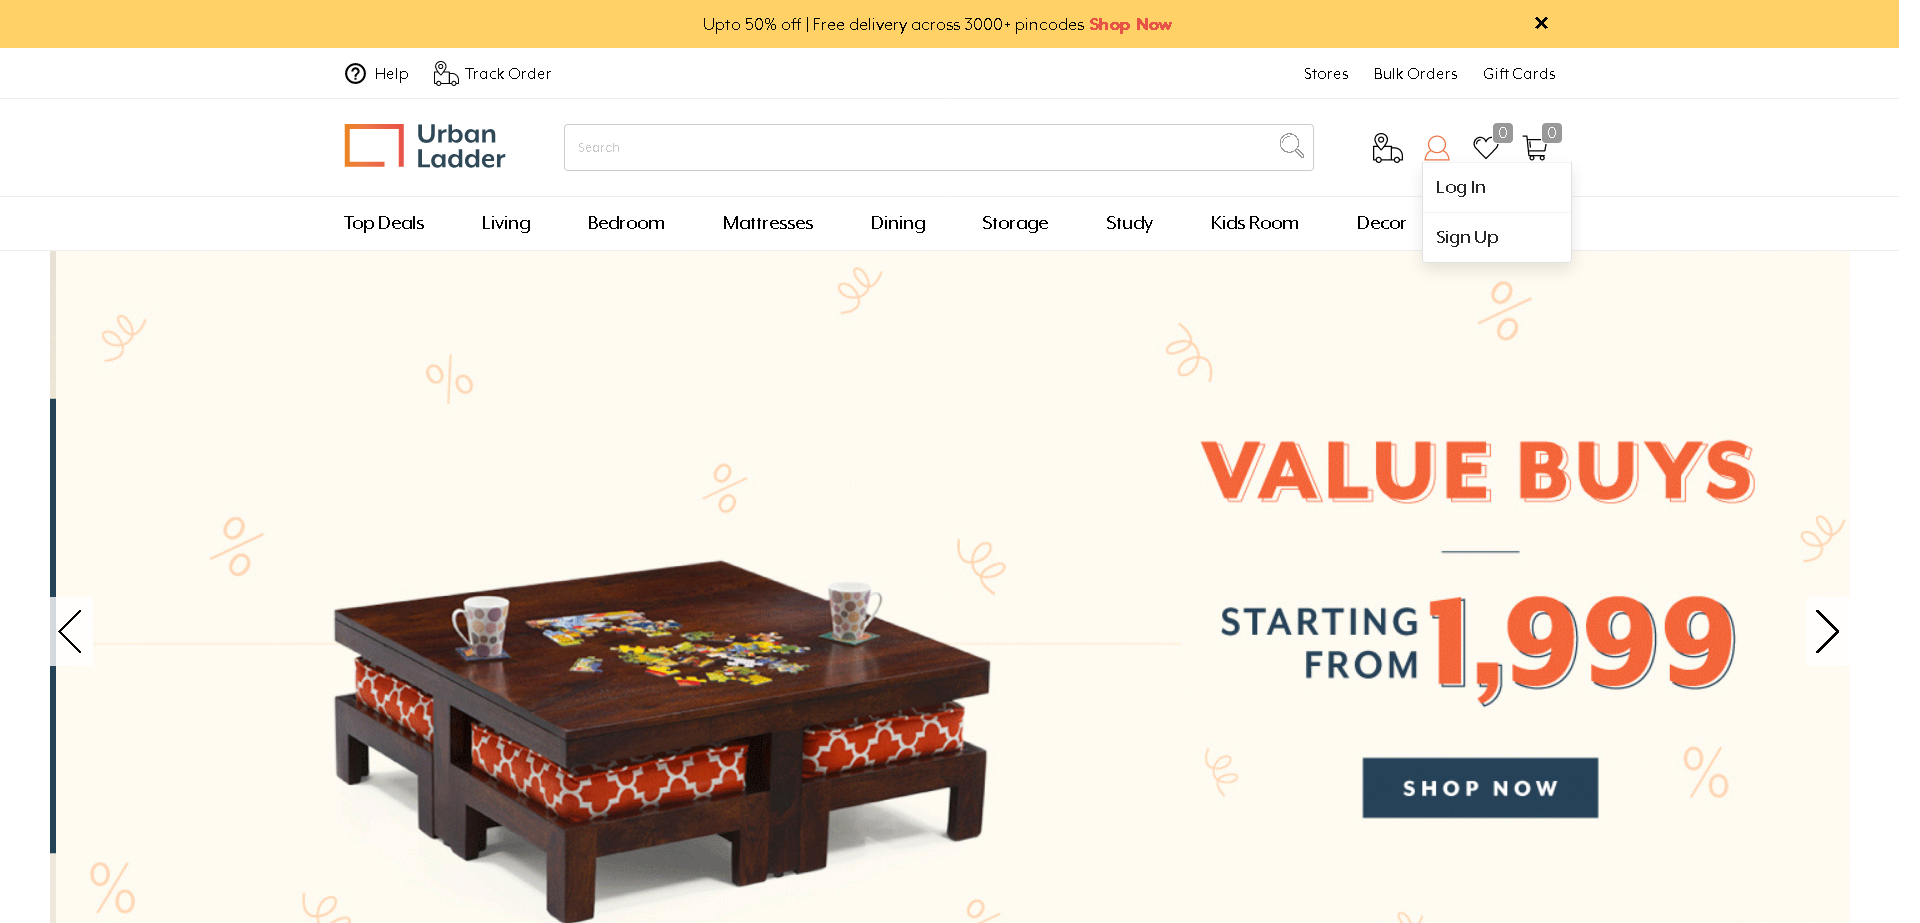 Upto 50% off | Free delivery across 3000+ pincodes Shop Now
Help
Track Order
Stores
Bulk Orders
Gift Cards
Urban
Ladder
Search
0
0
Log In
Sign Up
Top Deals
Living
Bedroom
Mattresses
Dining
Storage
Study
Kids Room
Decor
VALUE BUYS
STARTING
FROM
1,999
SHOP NOW